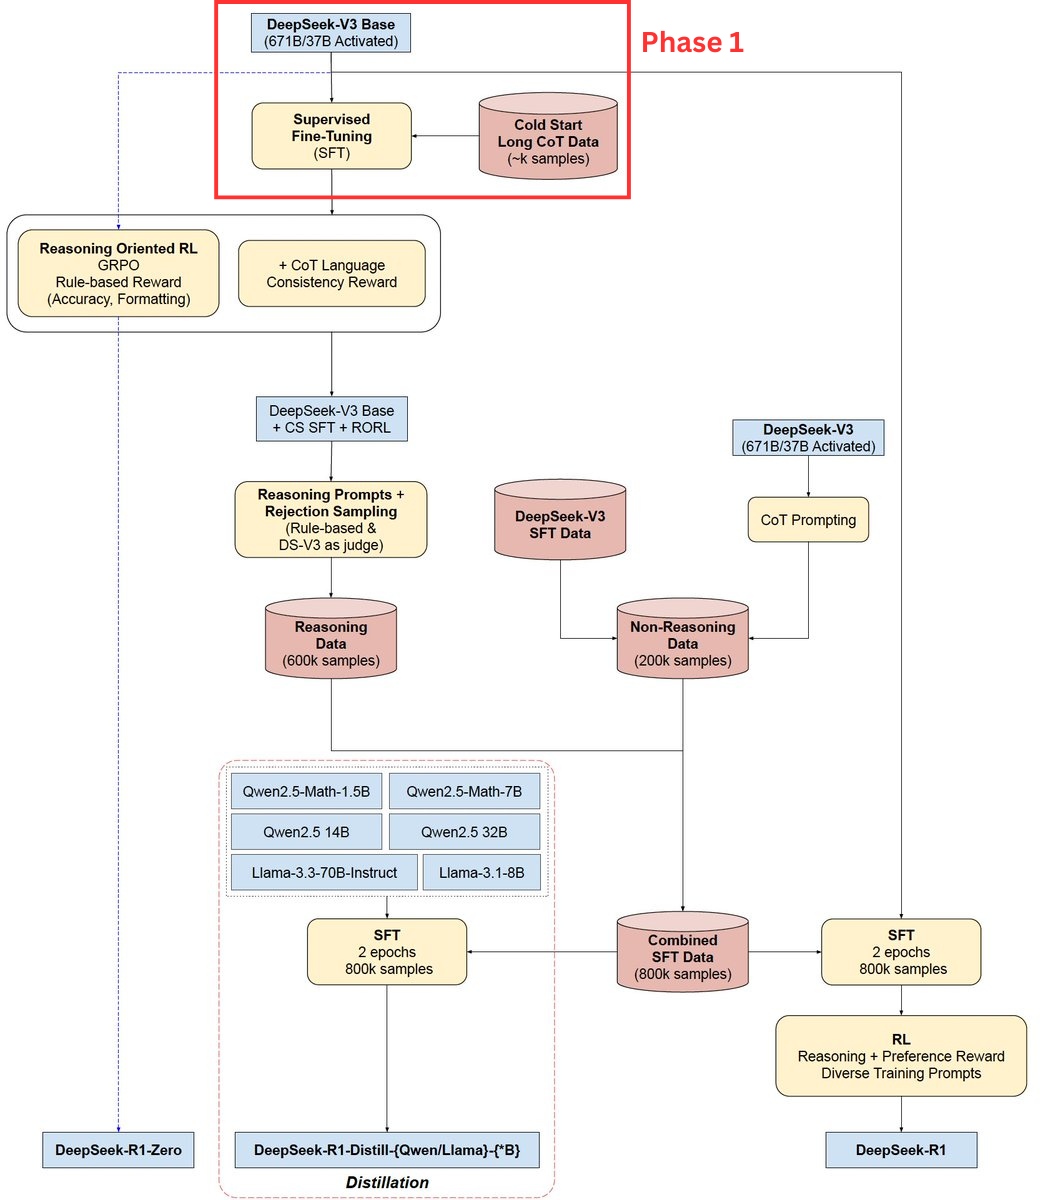 DeepSeek-V3 Base
(671B/37B Activated)
Phase 1
Supervised
Fine-Tuning
(SFT)
Cold Start
Long CoT Data
(~k samples)
Reasoning Oriented RL
GRPO
Rule-based Reward
(Accuracy, Formatting)
+ CoT Language
Consistency Reward
DeepSeek-V3 Base
+ CS SFT + RORL
DeepSeek-V3
(671B/37B Activated)
Reasoning Prompts +
Rejection Sampling
(Rule-based &
DS-V3 as judge)
DeepSeek-V3
SFT Data
CoT Prompting
Reasoning
Data
(600k samples)
Non-Reasoning
Data
(200k samples)
Qwen2.5-Math-1.5B
Qwen2.5-Math-7B
Qwen2.5 14B
Qwen2.5 32B
Llama-3.3-70B-Instruct
Llama-3.1-8B
SFT
2 epochs
800k samples
Combined
SFT Data
(800k samples)
SFT
2 epochs
800k samples
RL
Reasoning + Preference Reward
Diverse Training Prompts
DeepSeek-R1-Zero
DeepSeek-R1-Distill-{Qwen/Llama}-{*B}
DeepSeek-R1
Distillation